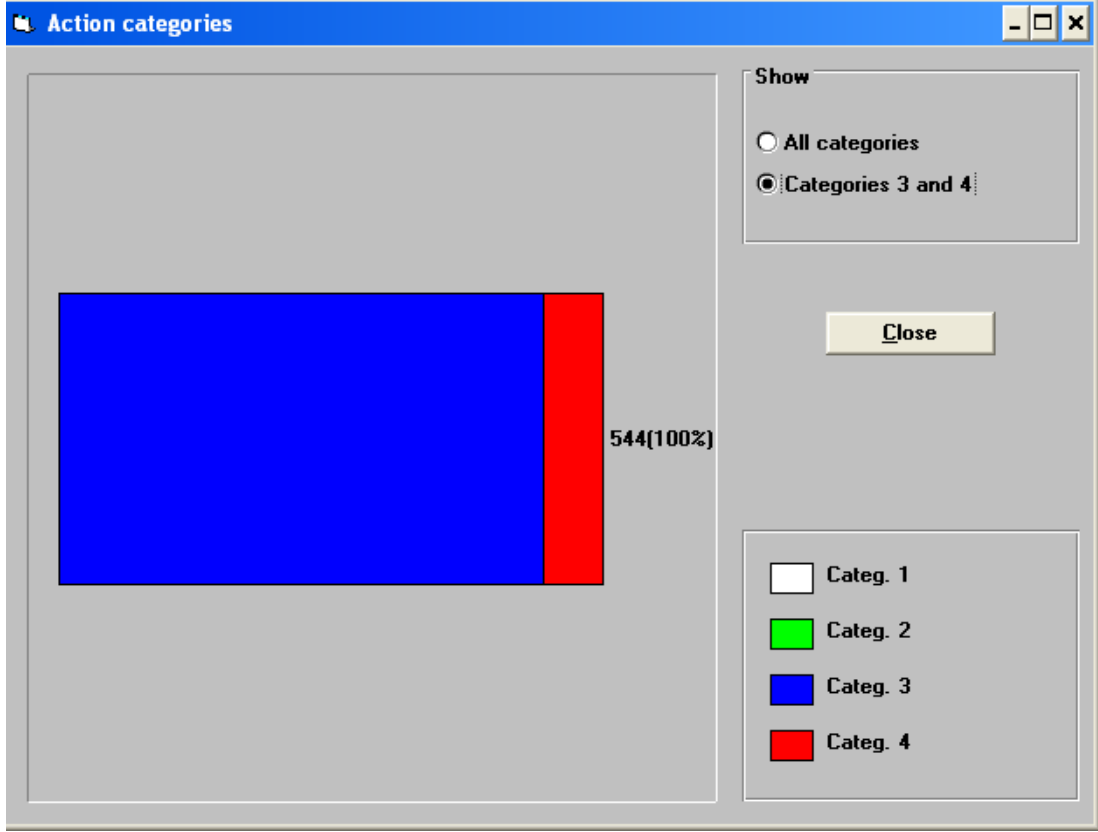 Action categories
Show
All categories
Categories 3 and 4
Close
544(100%)
Categ. 1
Categ. 2
Categ. 3
Categ. 4